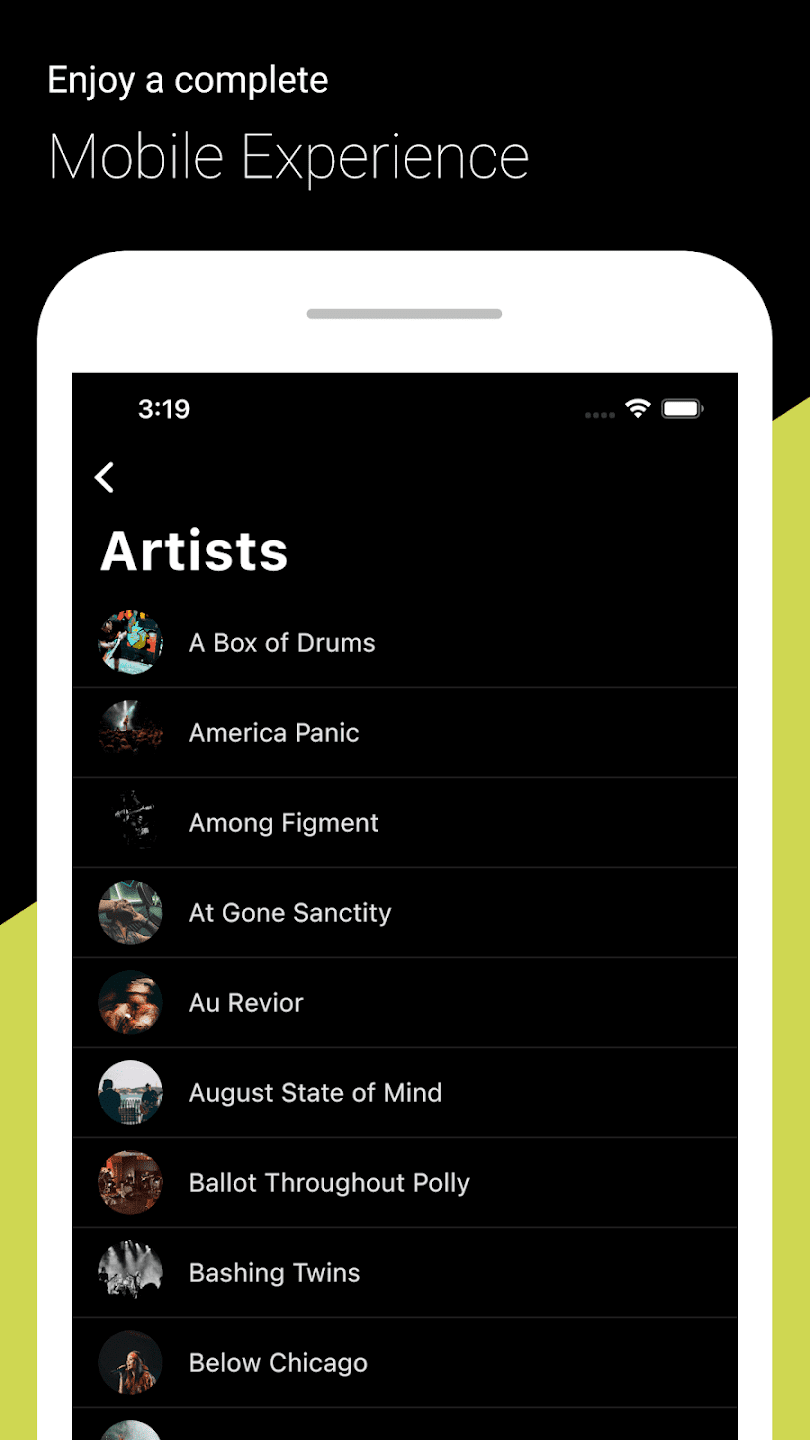 Enjoy a complete
Mobile Experience
3:19
Artists
A Box of Drums
America Panic
Among Figment
At Gone Sanctity
Au Revior
August State of Mind
Ballot Throughout Polly
Bashing Twins
Below Chicago